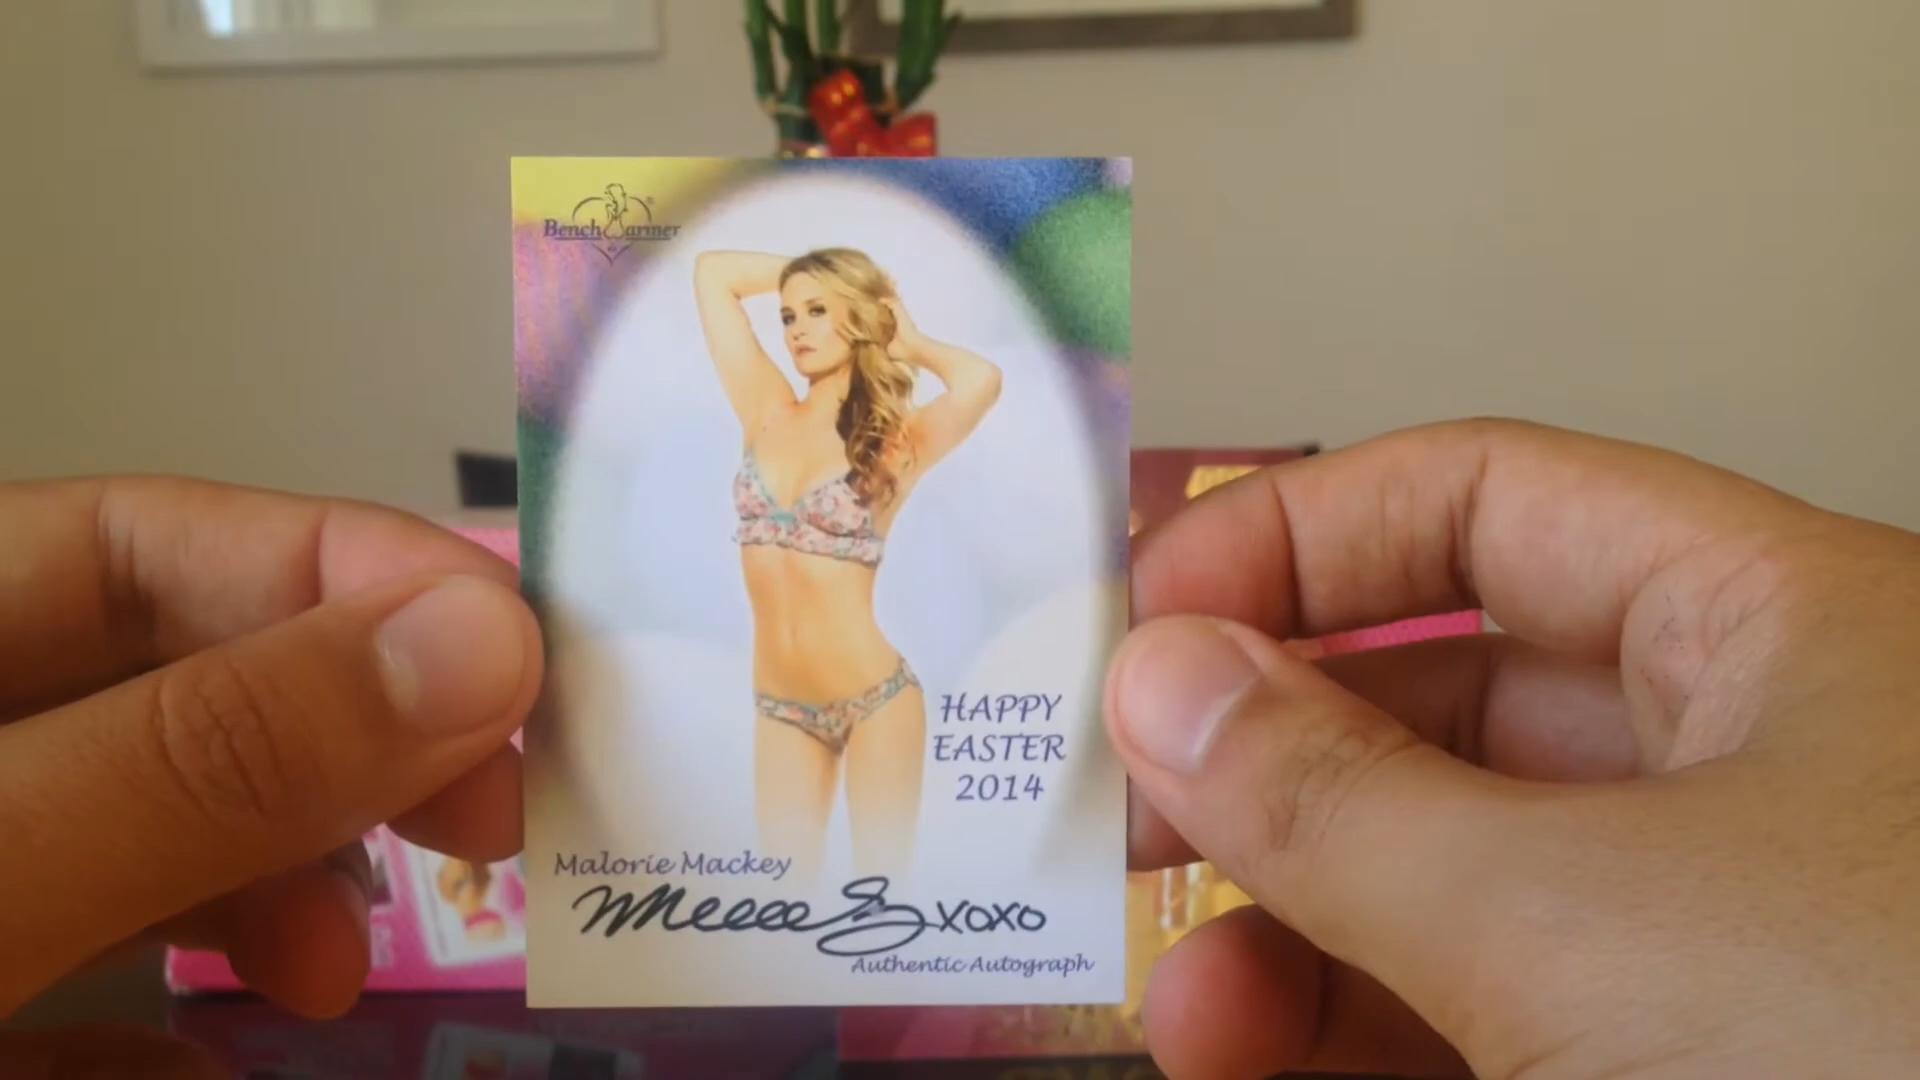 BenchWarmer
HAPPY
EASTER
2014
Malorie Mackey
xoxo
Authentic Autograph